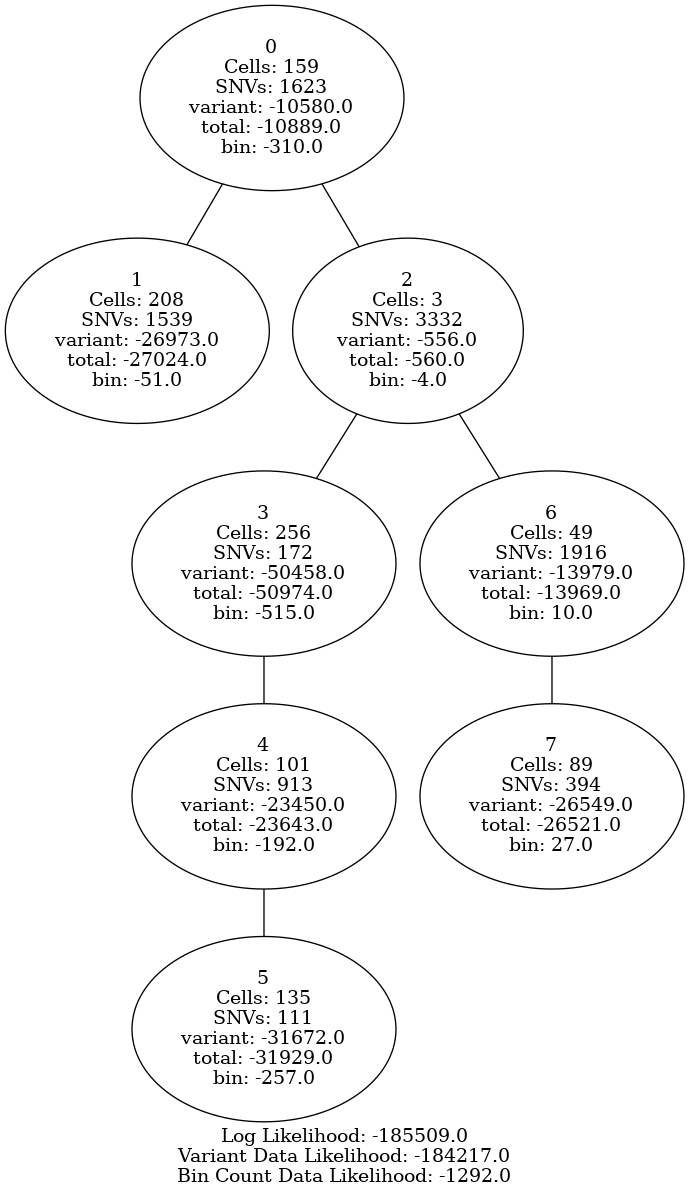 0
Cells: 159
SNVs: 1623
variant: -10580.0
total: -10889.0
bin: -310.0
1
Cells: 208
SNVs: 1539
variant: -26973.0
total: -27024.0
bin: -51.0
2
Cells: 3
SNVs: 3332
variant: -556.0
total: -560.0
bin: -4.0
3
Cells: 256
SNVs: 172
variant: -50458.0
total: -50974.0
bin: -515.0
6
Cells: 49
SNVs: 1916
variant: -13979.0
total: -13969.0
bin: 10.0
4
Cells: 101
SNVs: 913
variant: -23450.0
total: -23643.0
bin: -192.0
7
Cells: 89
SNVs: 394
variant: -26549.0
total: -26521.0
bin: 27.0
5
Cells: 135
SNVs: 111
variant: -31672.0
total: -31929.0
bin: -257.0
Log Likelihood: -185509.0
Variant Data Likelihood: -184217.0
Bin Count Data Likelihood: -1292.0